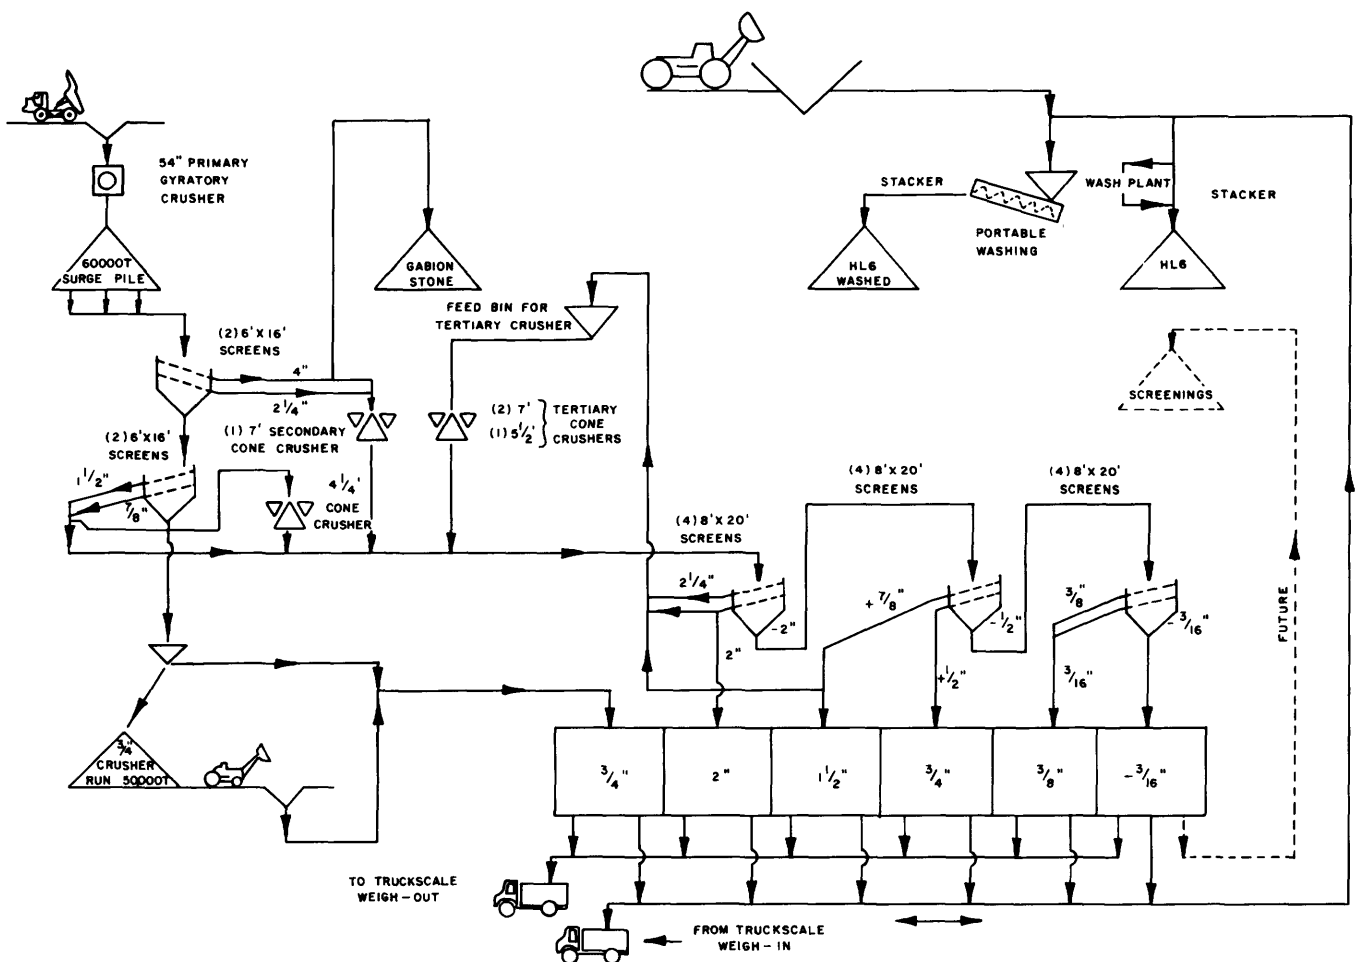 54" PRIMARY
GYRATORY
CRUSHER
60000T
SURGE PILE
GABION
STONE
FEED BIN FOR
TERTIARY CRUSHER
STACKER
WASH PLANT
STACKER
PORTABLE
WASHING
HL6
WASHED
HL6
(2) 6' X 16'
SCREENS
4"
2 1/4"
(2) 6' X 16'
SCREENS
(1) 7' SECONDARY
CONE CRUSHER
(2) 7'
(1) 5 1/2'
TERTIARY
CONE
CRUSHERS
SCREENINGS
1 1/2"
7/8"
4 1/4'
CONE
CRUSHER
(4) 8' X 20'
SCREENS
(4) 8' X 20'
SCREENS
(4) 8' X 20'
SCREENS
2 1/4"
-2"
2"
+ 7/8"
-1/2"
+1/2"
3/8"
3/16"
- 3/16"
FUTURE
3/4"
CRUSHER
RUN 50000T
3/4"
2"
1 1/2"
3/4"
3/8"
- 3/16"
TO TRUCKSCALE
WEIGH-OUT
FROM TRUCKSCALE
WEIGH-IN